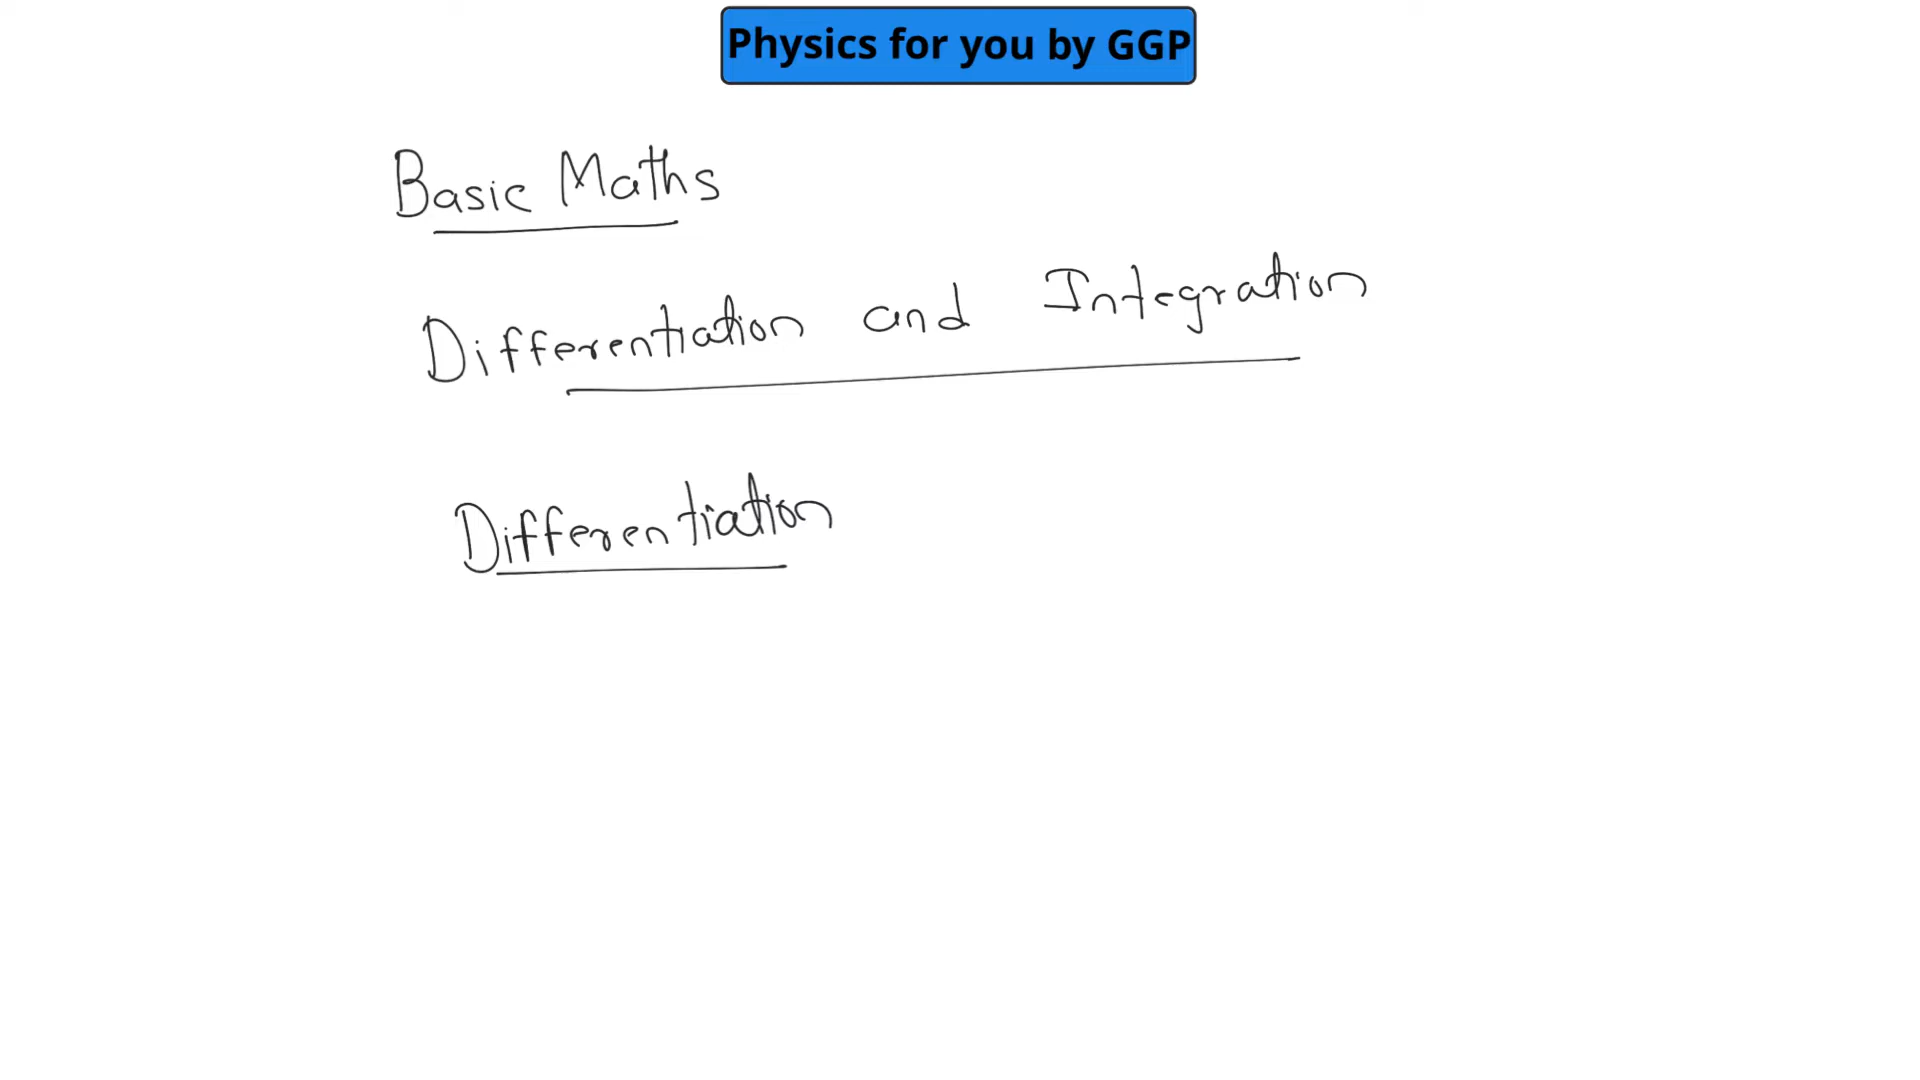 Physics for you by GGP
Basic Maths
Differentiation and Integration
Differentiation